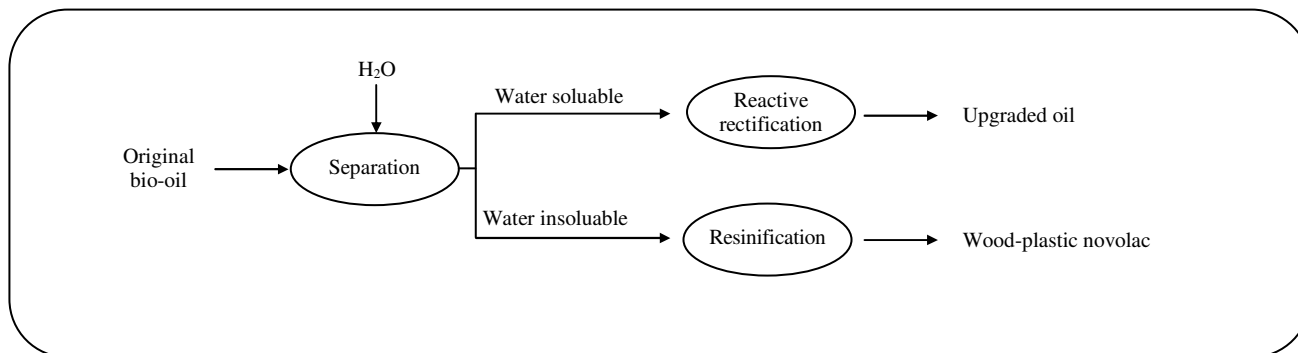 H₂O
Original
bio-oil
Separation
Water soluable
Reactive
rectification
Upgraded oil
Water insoluable
Resinification
Wood-plastic novolac